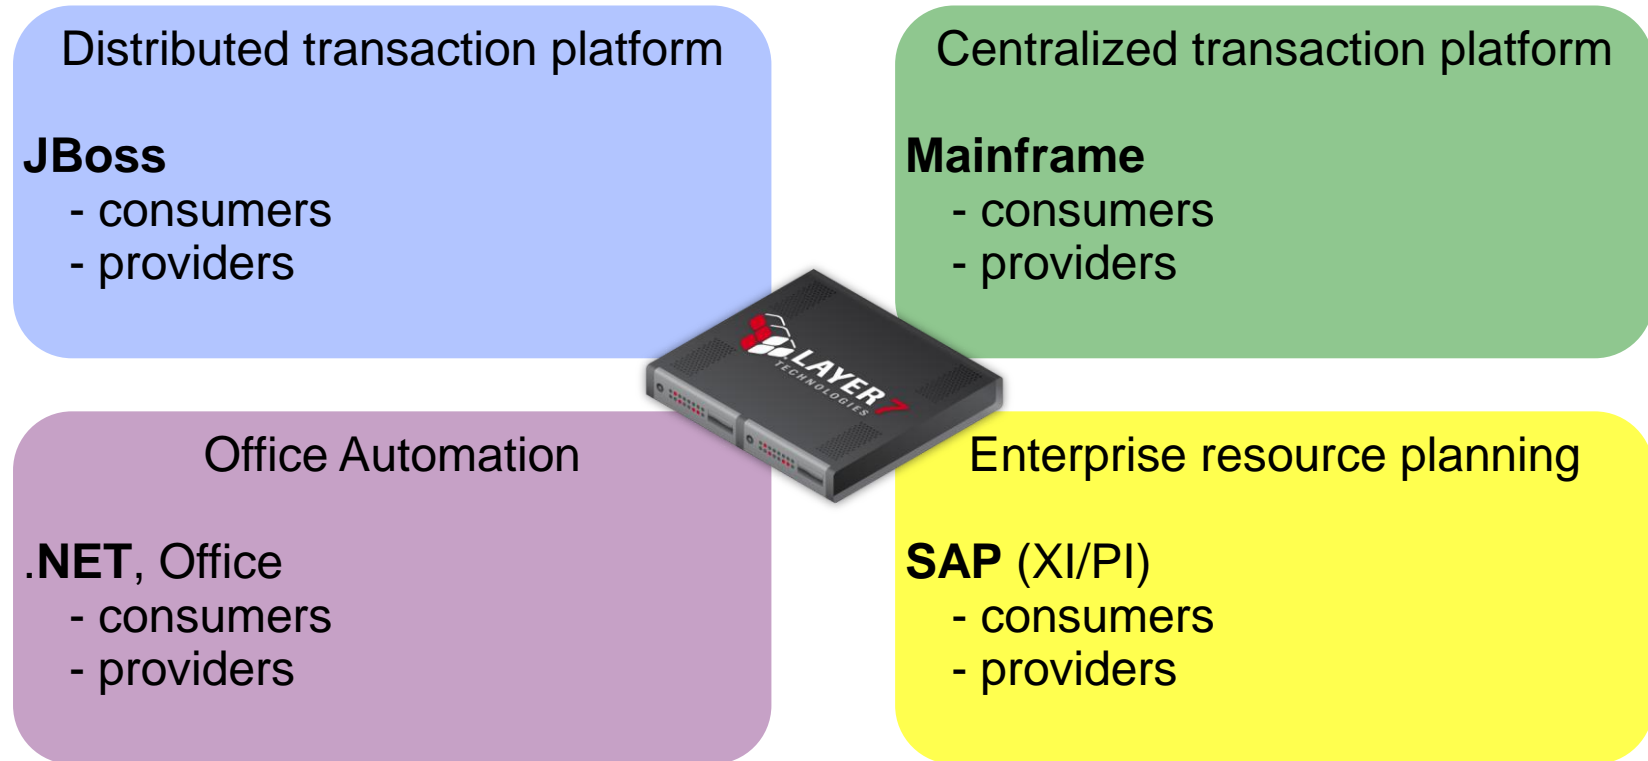 Distributed transaction platform
JBoss
- consumers
- providers
Centralized transaction platform
Mainframe
- consumers
- providers
LAYER 7
TECHNOLOGIES
Office Automation
.NET, Office
- consumers
- providers
Enterprise resource planning
SAP (XI/PI)
- consumers
- providers